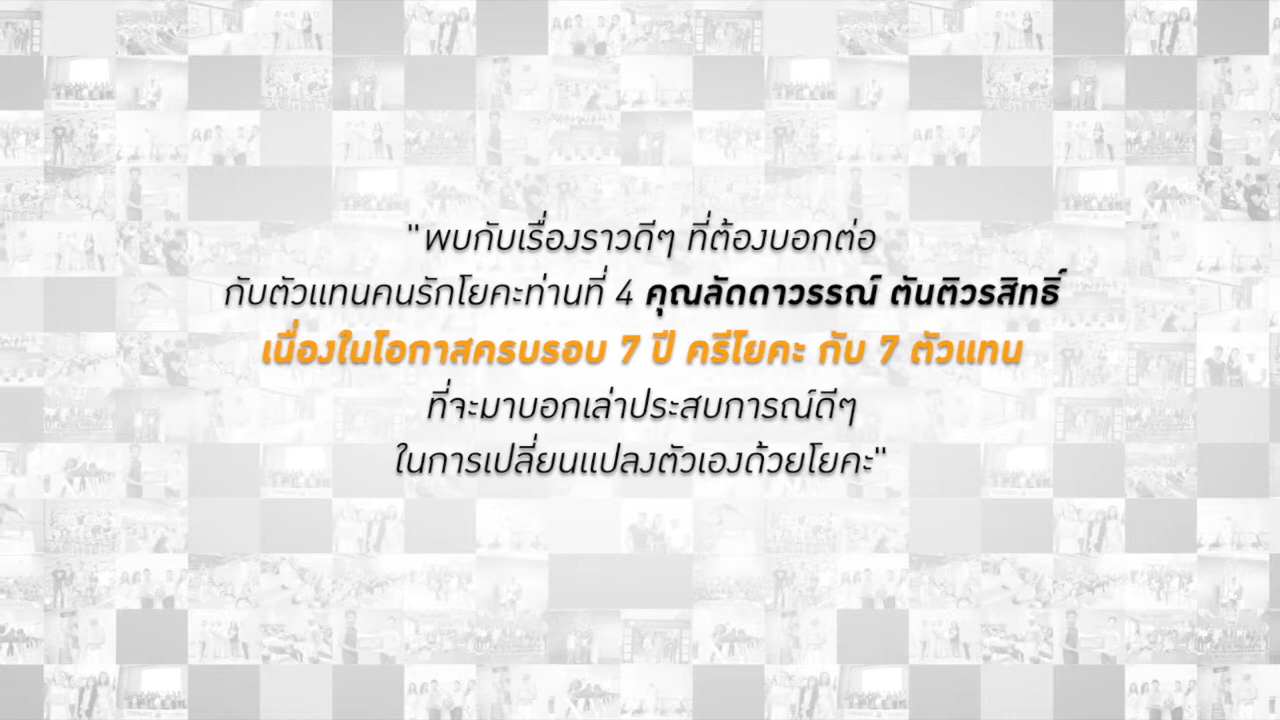 "พบกับเรื่องราวดีๆ ที่ต้องบอกต่อ
กับตัวแทนคนรักโยคะท่านที่ 4 คุณลัดดาวรรณ์ ตันติวรสิทธิ์
เนื่องในโอกาสครบรอบ 7 ปี ครีโยคะ กับ 7 ตัวแทน
ที่จะมาบอกเล่าประสบการณ์ดีๆ
ในการเปลี่ยนแปลงตัวเองด้วยโยคะ"